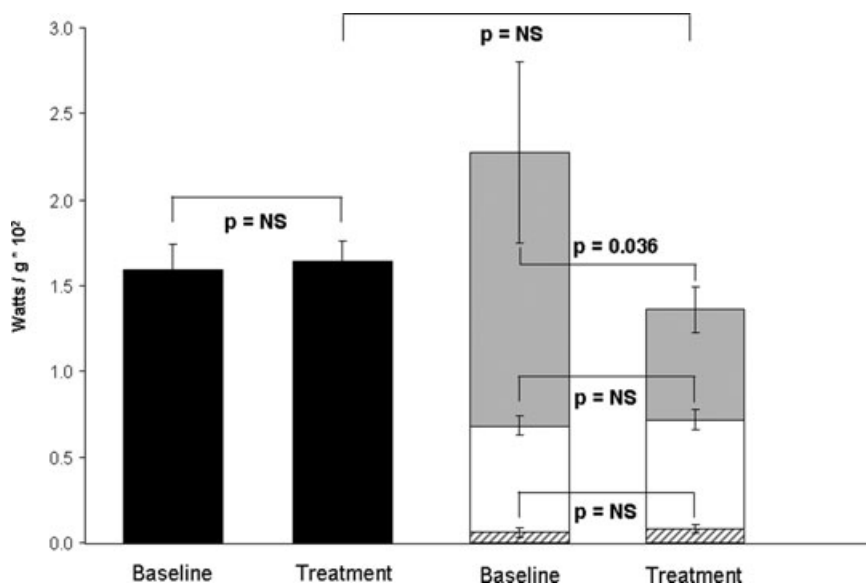 3.0
p = NS
2.5
2.0
p = NS
p = 0.036
1.5
1.0
p = NS
0.5
p = NS
0.0
Watts / g * 10²
Baseline Treatment Baseline Treatment